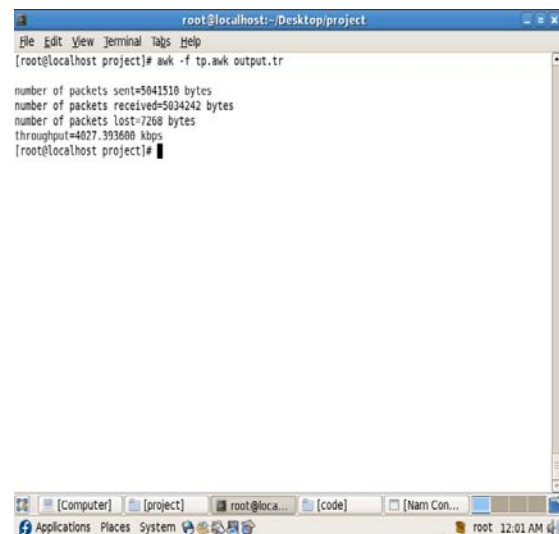 root@localhost:~/Desktop/project
File Edit View Terminal Tabs Help
[root@localhost project]# awk -f tp.awk output.tr
number of packets sent=5041510 bytes
number of packets received=5034242 bytes
number of packets lost=7268 bytes
throughput=4027.393600 kbps
[root@localhost project]#
[Computer] [project] root@loca... [code] [Nam Con...
Applications Places System root 12:01 AM